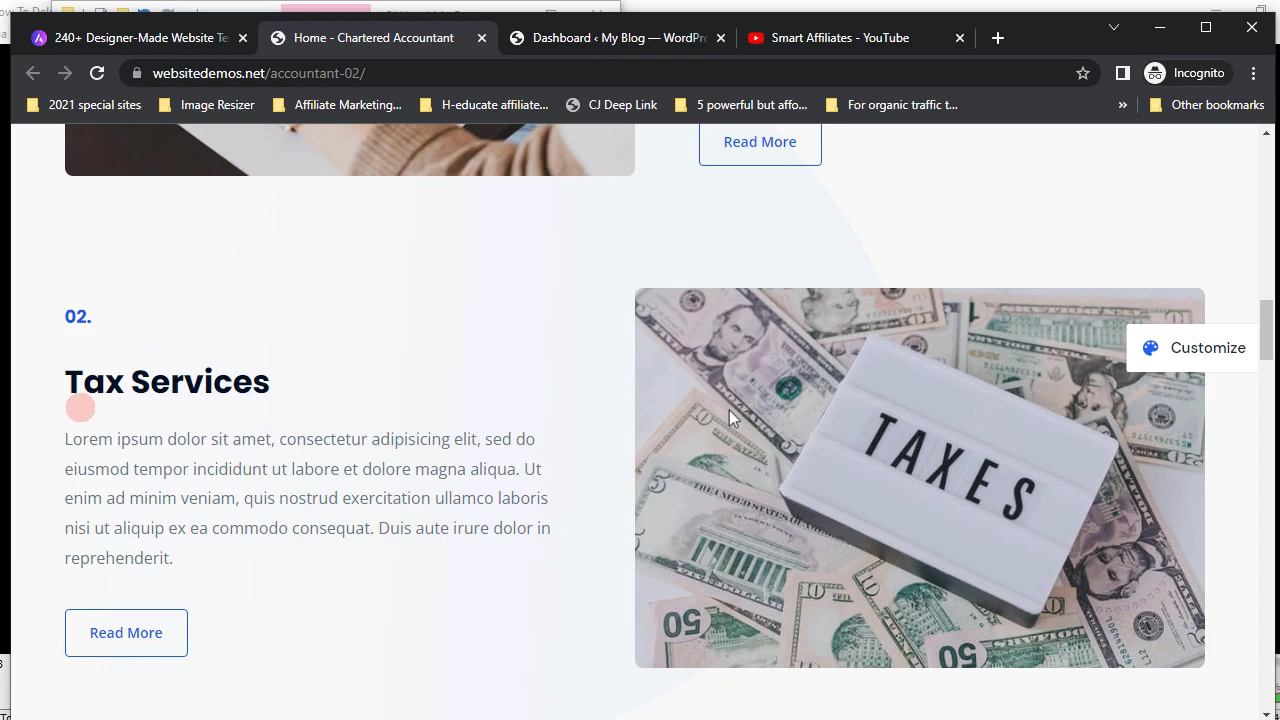 240+ Designer-Made Website Te
Home - Chartered Accountant
Dashboard ‹ My Blog — WordPr
Smart Affiliates - YouTube
websitedemos.net/accountant-02/
Incognito
2021 special sites
Image Resizer
Affiliate Marketing...
H-educate affiliate...
CJ Deep Link
5 powerful but affo...
For organic traffic t...
»
Other bookmarks
Read More
02.
Tax Services
Lorem ipsum dolor sit amet, consectetur adipisicing elit, sed do
eiusmod tempor incididunt ut labore et dolore magna aliqua. Ut
enim ad minim veniam, quis nostrud exercitation ullamco laboris
nisi ut aliquip ex ea commodo consequat. Duis aute irure dolor in
reprehenderit.
Read More
TAXES
Customize